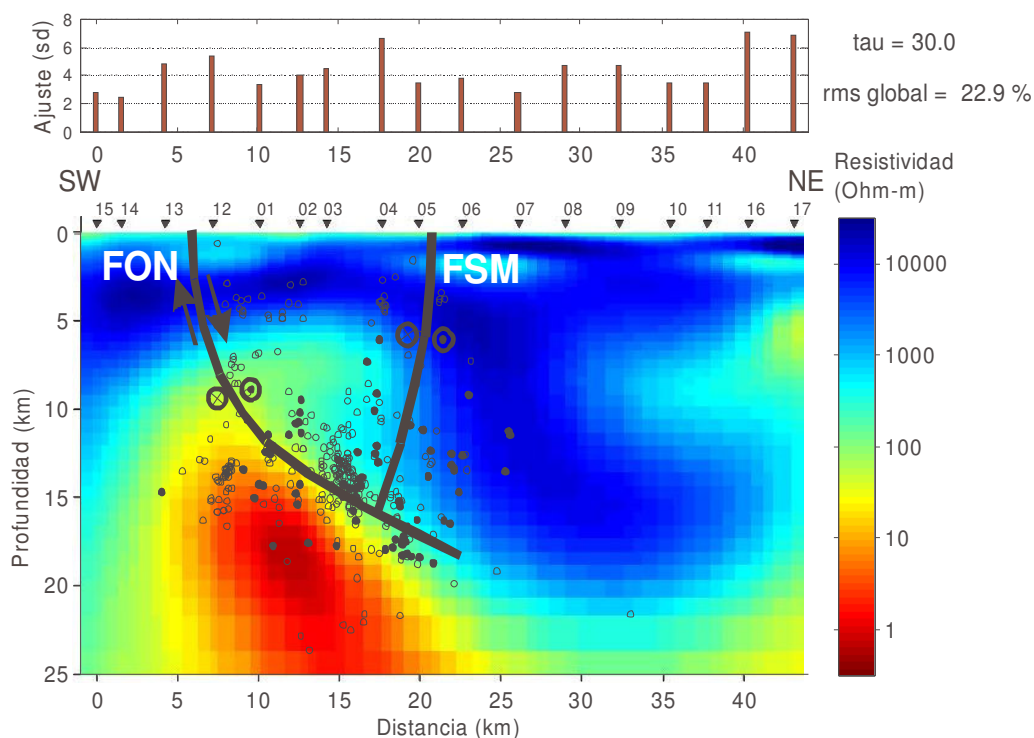 8
6
4
2
0
Ajuste (sd)
0 5 10 15 20 25 30 35 40
tau = 30.0
rms global = 22.9 %
SW NE
15 14 13 12 01 02 03 04 05 06 07 08 09 10 11 16 17
FON FSM
0
5
10
15
20
25
Profundidad (km)
0 5 10 15 20 25 30 35 40
Distancia (km)
Resistividad
(Ohm-m)
10000
1000
100
10
1